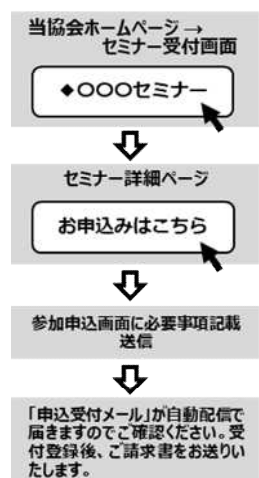 当協会ホームページ →
セミナー受付画面
◆○○○セミナー
セミナー詳細ページ
お申込みはこちら
参加申込画面に必要事項記載
送信
「申込受付メール」が自動配信で
届きますのでご確認ください。受
付登録後、ご請求書をお送りい
たします。